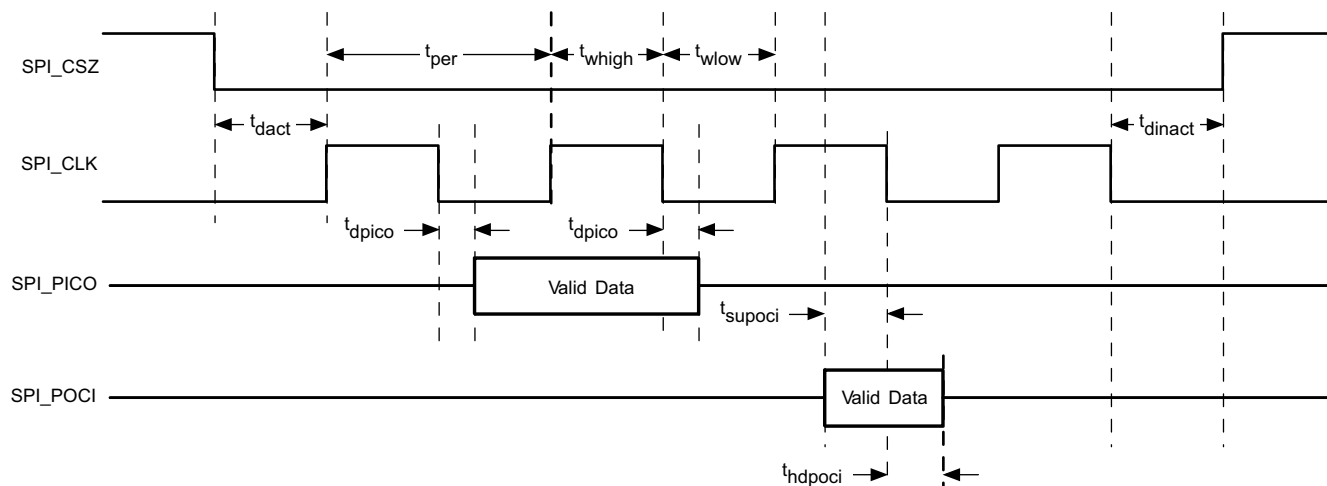 t_per t_whigh t_wlow
SPI_CSZ
t_dact t_dinact
SPI_CLK
t_dpico t_dpico
SPI_PICO Valid Data
t_supoci
SPI_POCI Valid Data
t_hdpoci